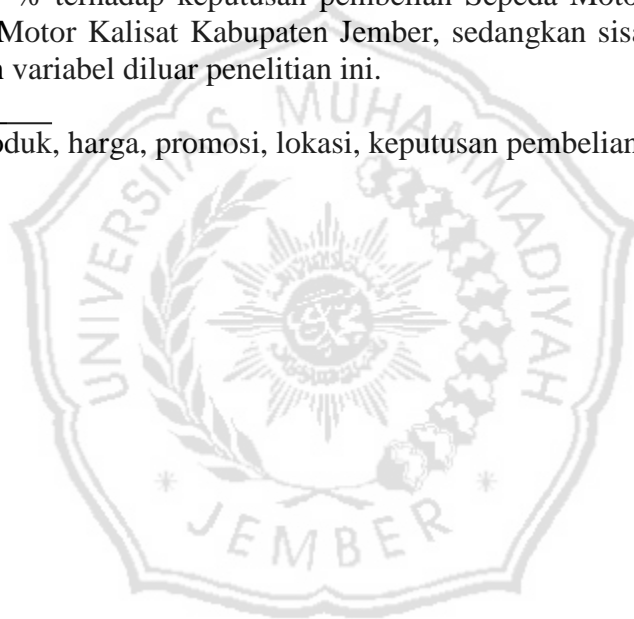 % terhadap keputusan pembelian Sepeda Motor
Motor Kalisat Kabupaten Jember, sedangkan sisa
variabel diluar penelitian ini.
oduk, harga, promosi, lokasi, keputusan pembelian
UNIVERSITAS MUHAMMADIYAH
JEMBER